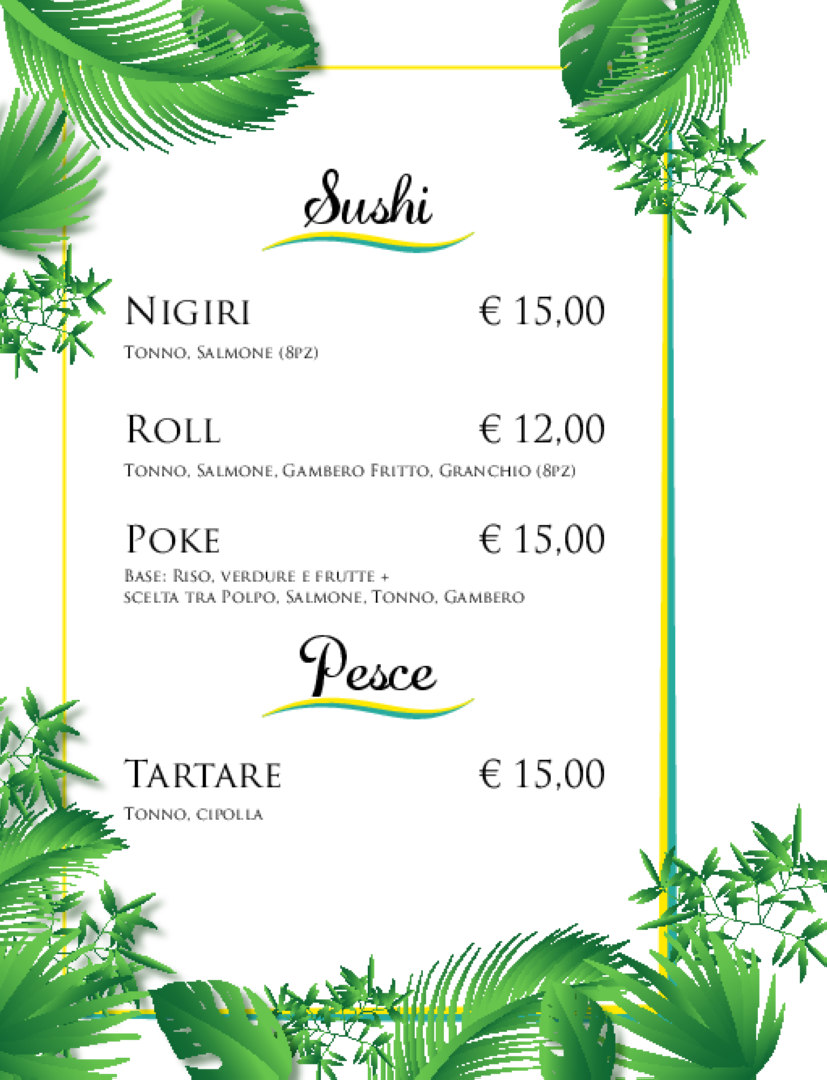 Sushi
Nigiri € 15,00
Tonno, Salmone (8pz)
Roll € 12,00
Tonno, Salmone, Gambero Fritto, Granchio (8pz)
Poke € 15,00
Base: Riso, verdure e frutte +
scelta tra Polpo, Salmone, Tonno, Gambero
Pesce
Tartare € 15,00
Tonno, cipolla